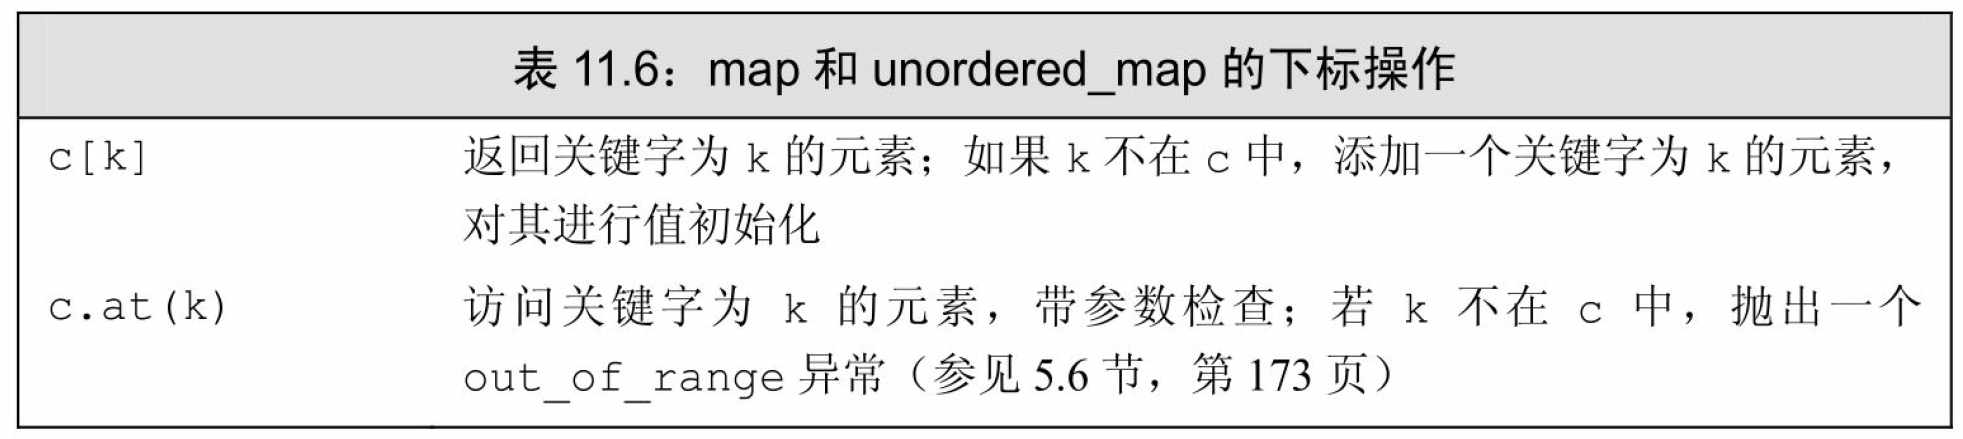 表 11.6：map 和 unordered_map 的下标操作
c[k] 返回关键字为 k 的元素；如果 k 不在 c 中，添加一个关键字为 k 的元素，
对其进行值初始化
c.at(k) 访问关键字为 k 的元素，带参数检查；若 k 不在 c 中，抛出一个
out_of_range 异常（参见 5.6 节，第 173 页）